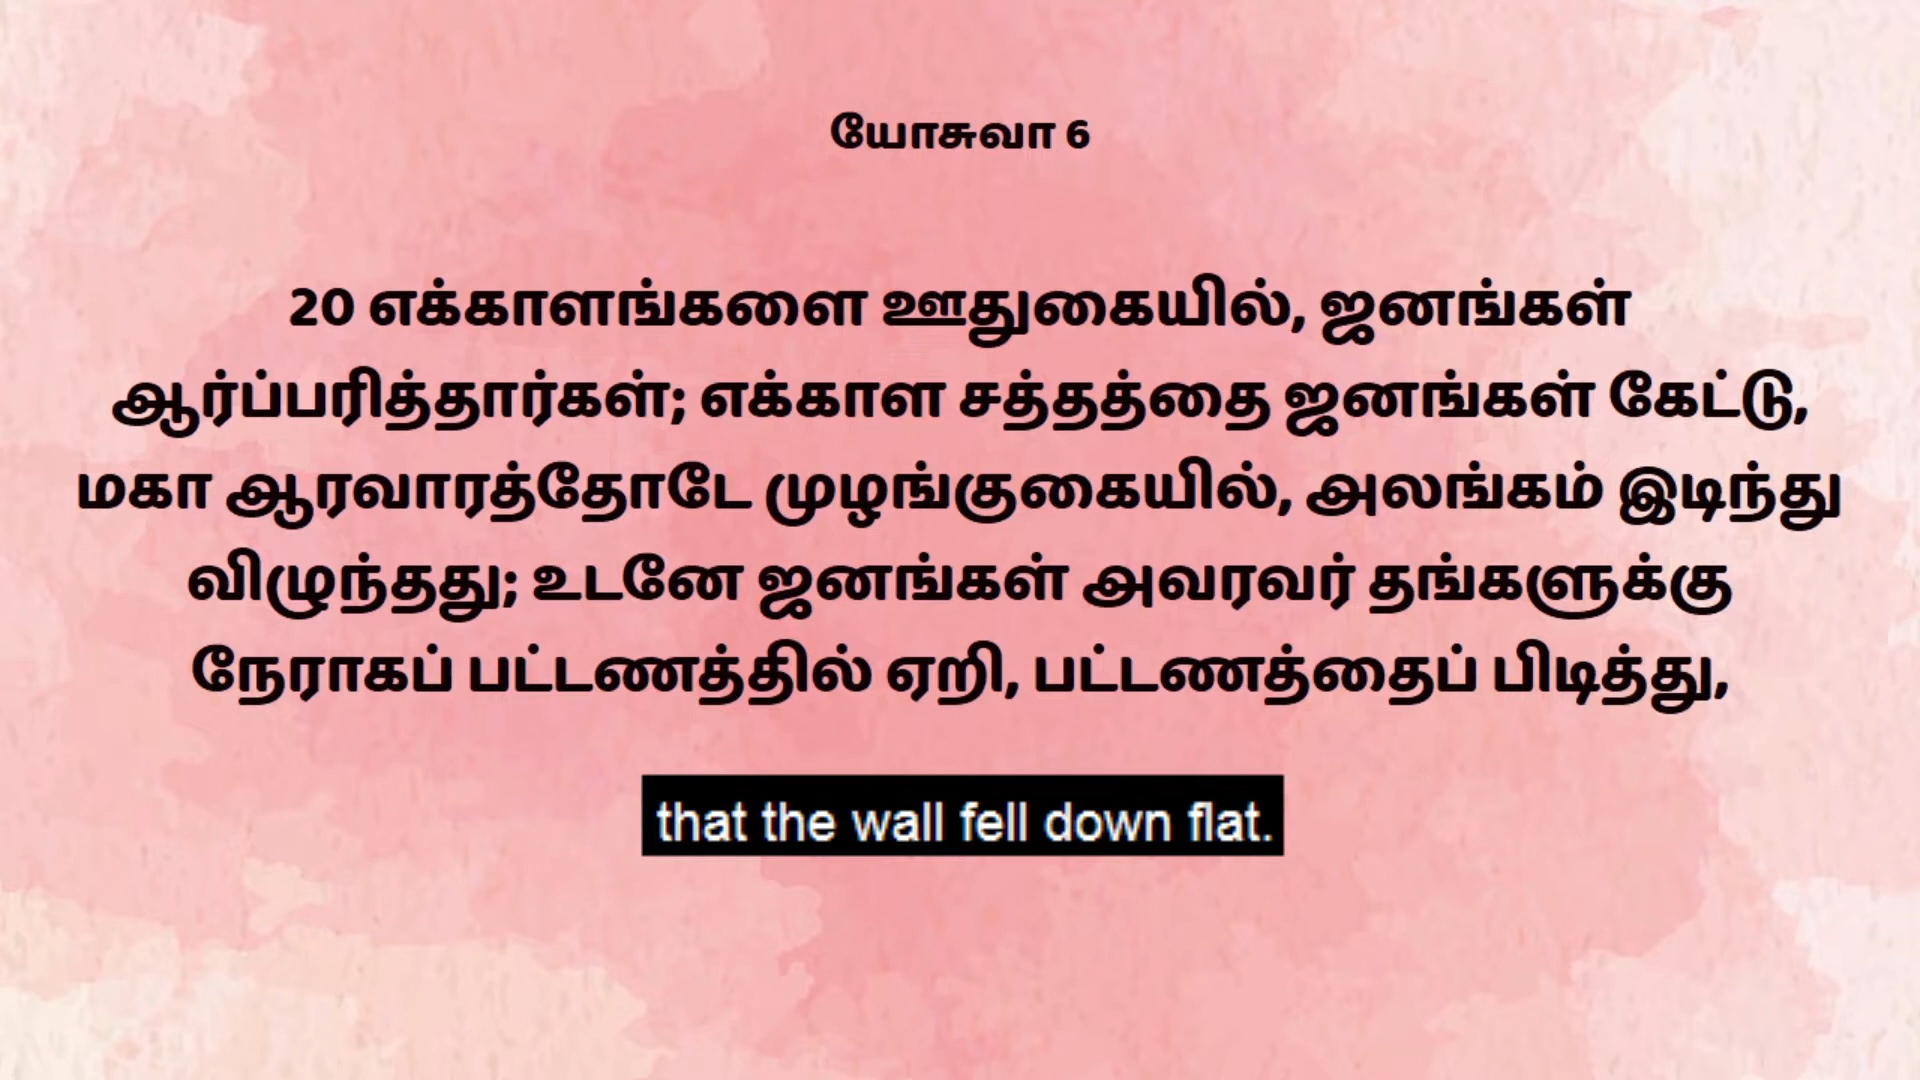 யோசுவா 6
20 எக்காளங்களை ஊதுகையில், ஜனங்கள்
ஆர்ப்பரித்தார்கள்; எக்காள சத்தத்தை ஜனங்கள் கேட்டு,
மகா ஆரவாரத்தோடே முழங்குகையில், அலங்கம் இடிந்து
விழுந்தது; உடனே ஜனங்கள் அவரவர் தங்களுக்கு
நேராகப் பட்டணத்தில் ஏறி, பட்டணத்தைப் பிடித்து,
that the wall fell down flat.